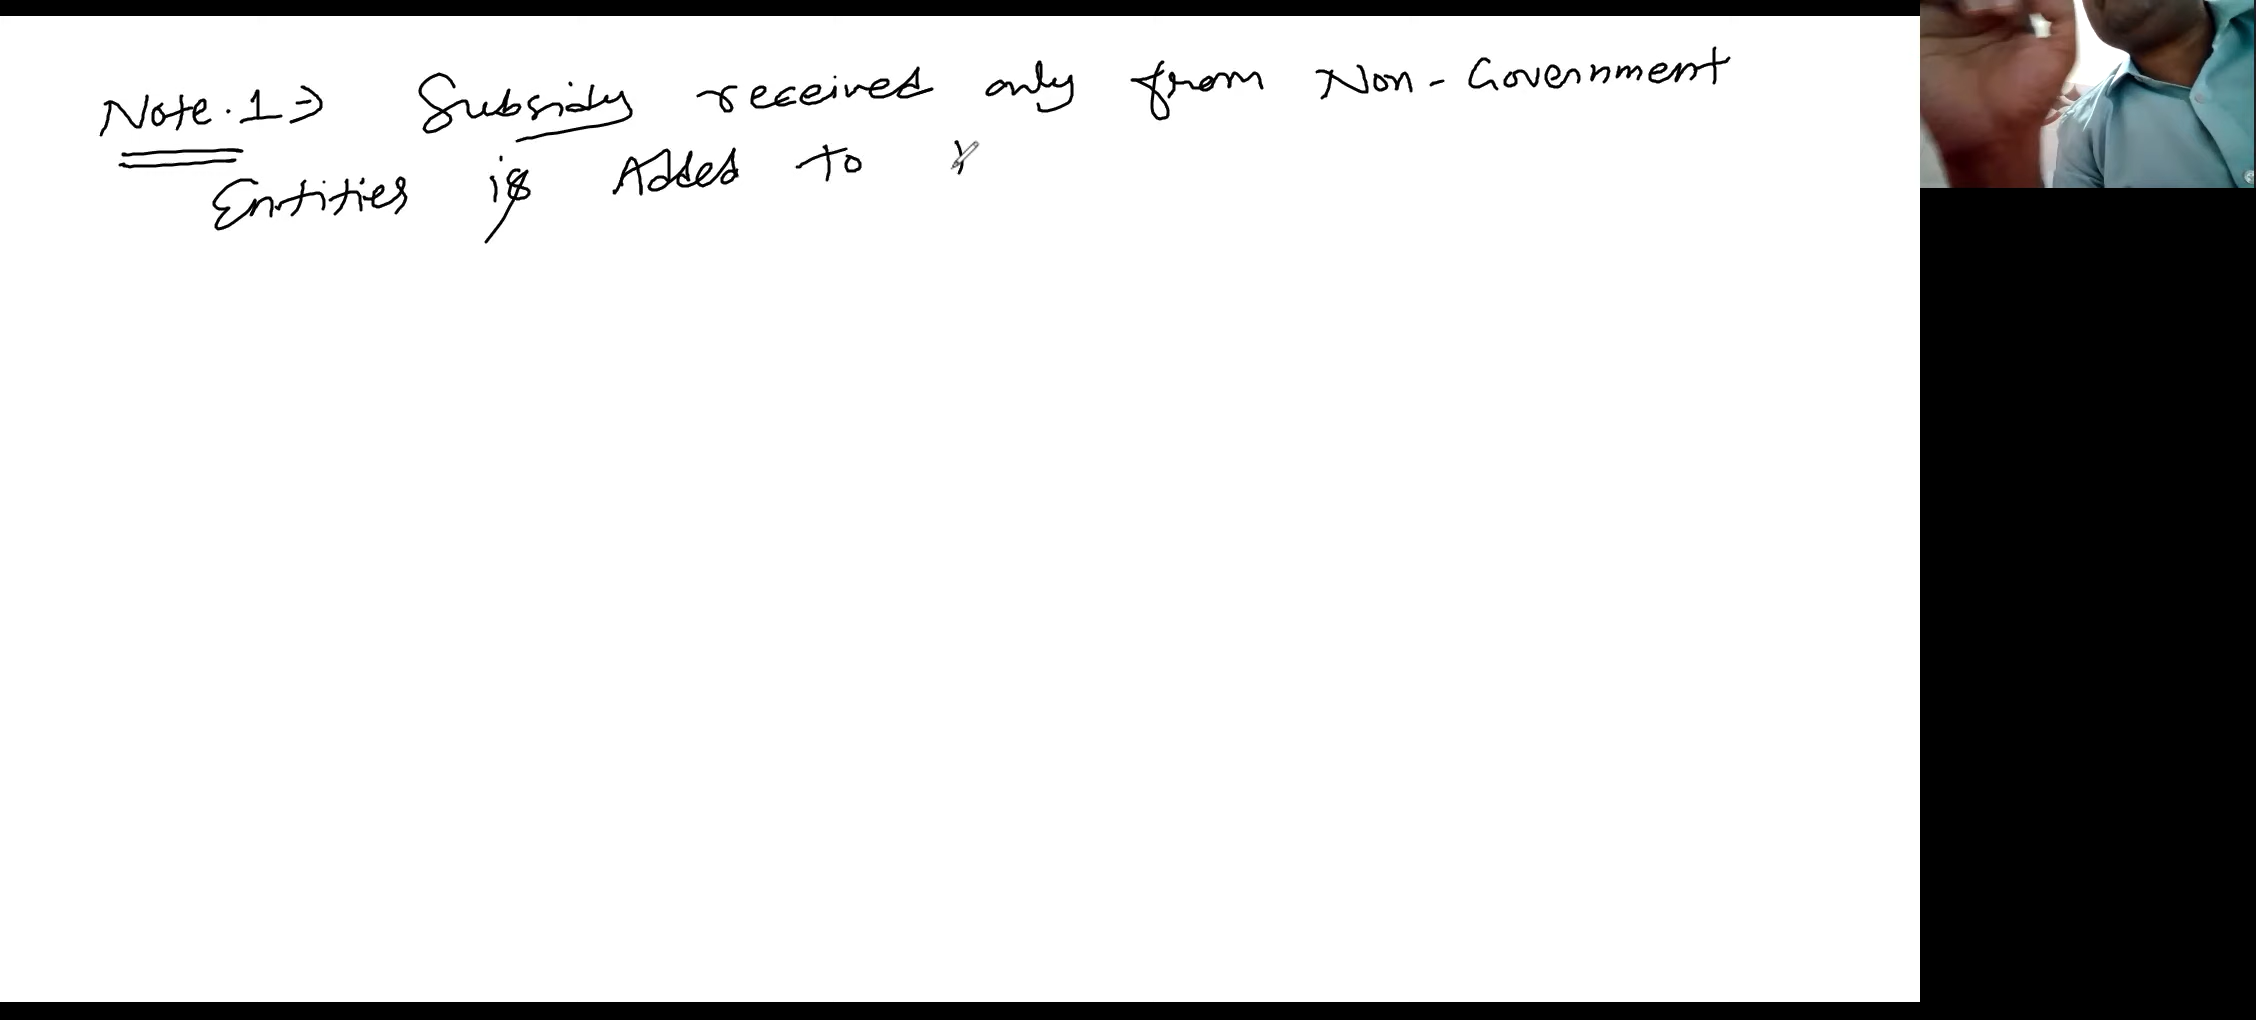 Note.1⇒ Subsidy received only from Non-Government
Entities is Added to